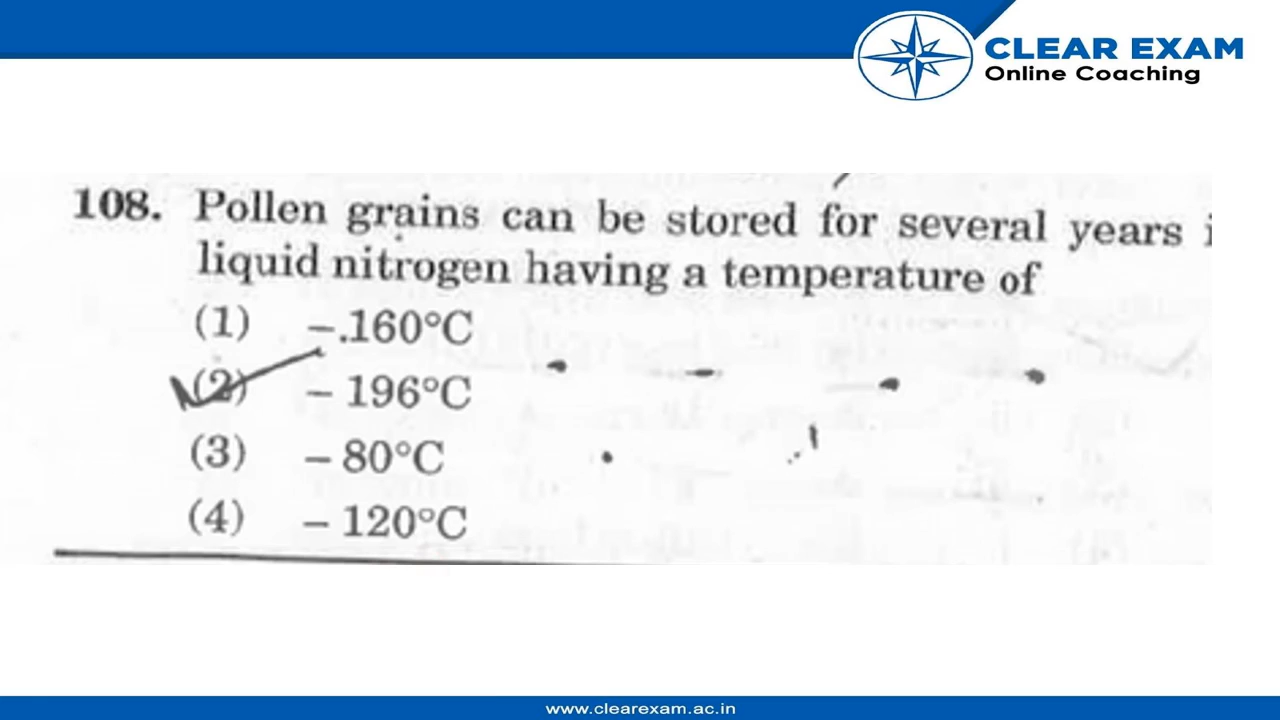 CLEAR EXAM
Online Coaching
108. Pollen grains can be stored for several years
liquid nitrogen having a temperature of
(1) –.160°C
(2) – 196°C
(3) – 80°C
(4) – 120°C
www.clearexam.ac.in